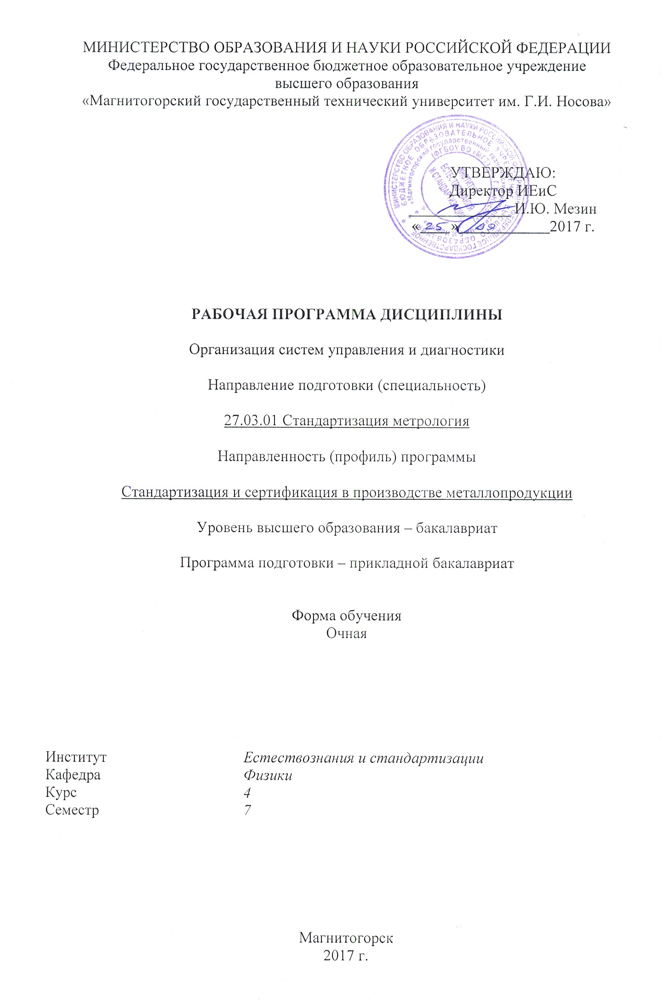 МИНИСТЕРСТВО ОБРАЗОВАНИЯ И НАУКИ РОССИЙСКОЙ ФЕДЕРАЦИИ
Федеральное государственное бюджетное образовательное учреждение
высшего образования
«Магнитогорский государственный технический университет им. Г.И. Носова»
УТВЕРЖДАЮ:
Директор ИЕиС
И.Ю. Мезин
«25» 09 2017 г.
РАБОЧАЯ ПРОГРАММА ДИСЦИПЛИНЫ
Организация систем управления и диагностики
Направление подготовки (специальность)
27.03.01 Стандартизация метрология
Направленность (профиль) программы
Стандартизация и сертификация в производстве металлопродукции
Уровень высшего образования – бакалавриат
Программа подготовки – прикладной бакалавриат
Форма обучения
Очная
Институт Естествознания и стандартизации
Кафедра Физики
Курс 4
Семестр 7
Магнитогорск
2017 г.